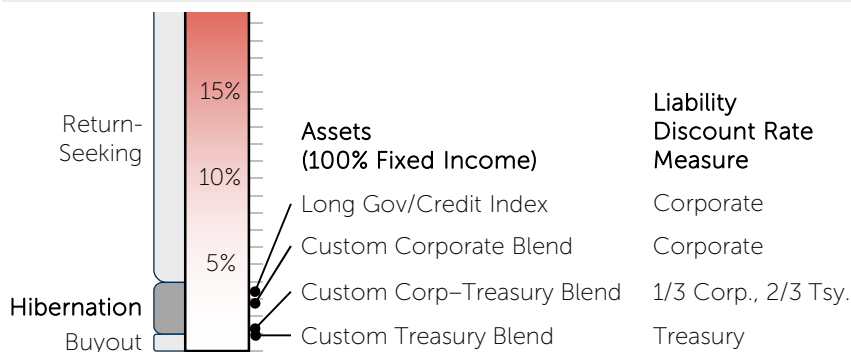 15%
Return-
Seeking
10%
5%
Hibernation
Buyout
Assets
(100% Fixed Income)
Liability
Discount Rate
Measure
Long Gov/Credit Index Corporate
Custom Corporate Blend Corporate
Custom Corp–Treasury Blend 1/3 Corp., 2/3 Tsy.
Custom Treasury Blend Treasury